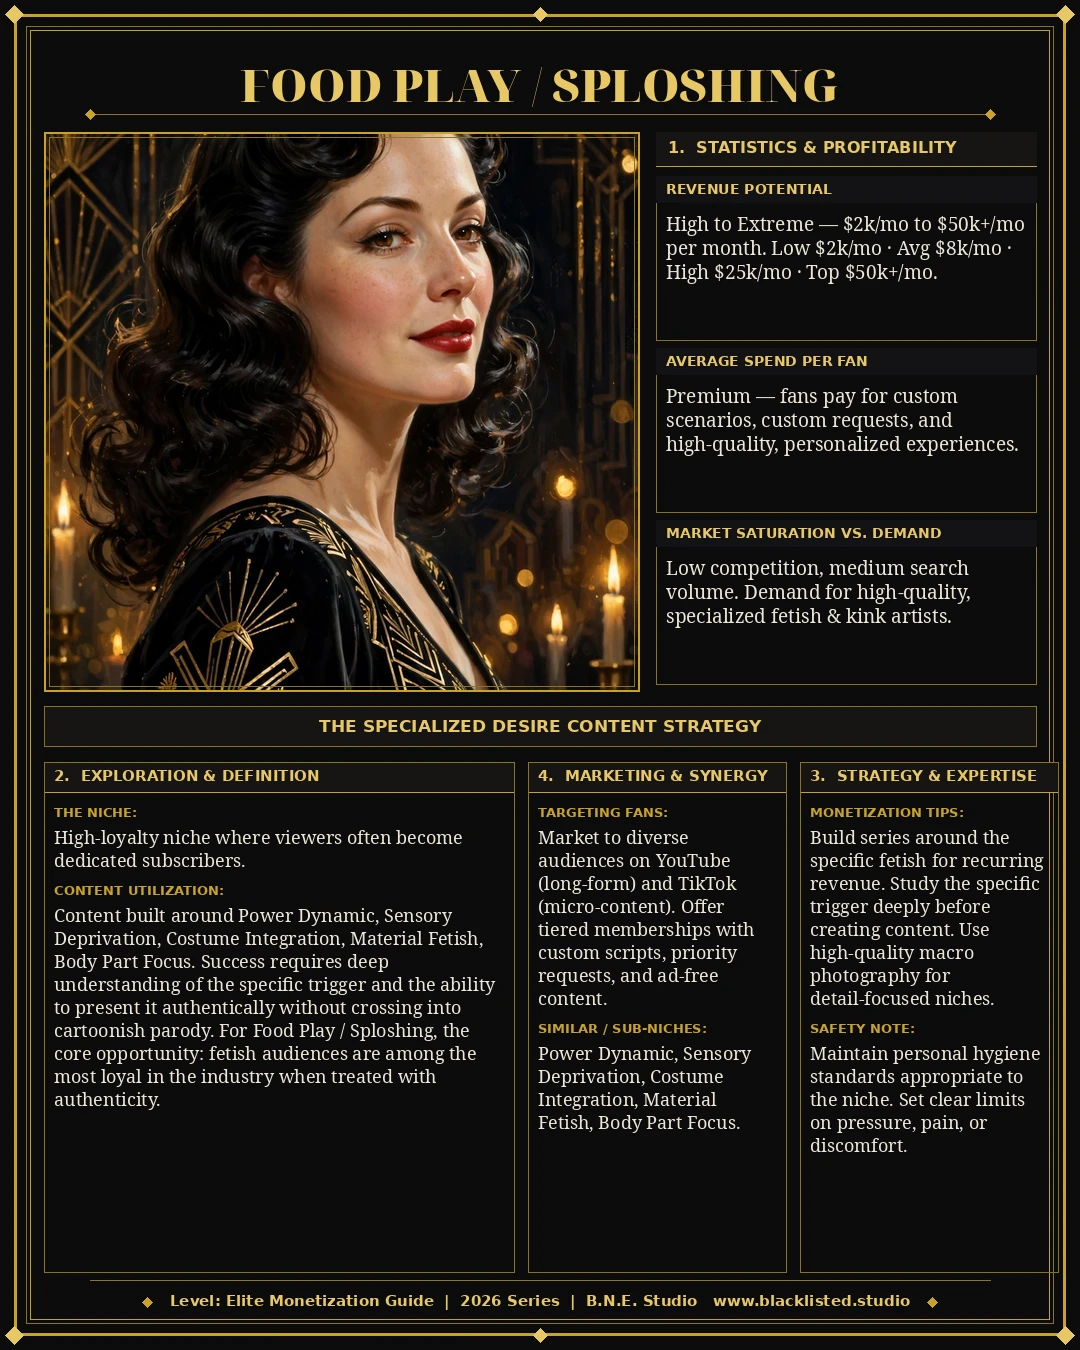 FOOD PLAY / SPLOSHING
1. STATISTICS & PROFITABILITY
REVENUE POTENTIAL
High to Extreme — $2k/mo to $50k+/mo
per month. Low $2k/mo · Avg $8k/mo ·
High $25k/mo · Top $50k+/mo.
AVERAGE SPEND PER FAN
Premium — fans pay for custom
scenarios, custom requests, and
high-quality, personalized experiences.
MARKET SATURATION VS. DEMAND
Low competition, medium search
volume. Demand for high-quality,
specialized fetish & kink artists.
THE SPECIALIZED DESIRE CONTENT STRATEGY
2. EXPLORATION & DEFINITION
THE NICHE:
High-loyalty niche where viewers often become
dedicated subscribers.
CONTENT UTILIZATION:
Content built around Power Dynamic, Sensory
Deprivation, Costume Integration, Material Fetish,
Body Part Focus. Success requires deep
understanding of the specific trigger and the ability
to present it authentically without crossing into
cartoonish parody. For Food Play / Sploshing, the
core opportunity: fetish audiences are among the
most loyal in the industry when treated with
authenticity.
4. MARKETING & SYNERGY
TARGETING FANS:
Market to diverse
audiences on YouTube
(long-form) and TikTok
(micro-content). Offer
tiered memberships with
custom scripts, priority
requests, and ad-free
content.
SIMILAR / SUB-NICHES:
Power Dynamic, Sensory
Deprivation, Costume
Integration, Material
Fetish, Body Part Focus.
3. STRATEGY & EXPERTISE
MONETIZATION TIPS:
Build series around the
specific fetish for recurring
revenue. Study the specific
trigger deeply before
creating content. Use
high-quality macro
photography for
detail-focused niches.
SAFETY NOTE:
Maintain personal hygiene
standards appropriate to
the niche. Set clear limits
on pressure, pain, or
discomfort.
Level: Elite Monetization Guide | 2026 Series | B.N.E. Studio www.blacklisted.studio